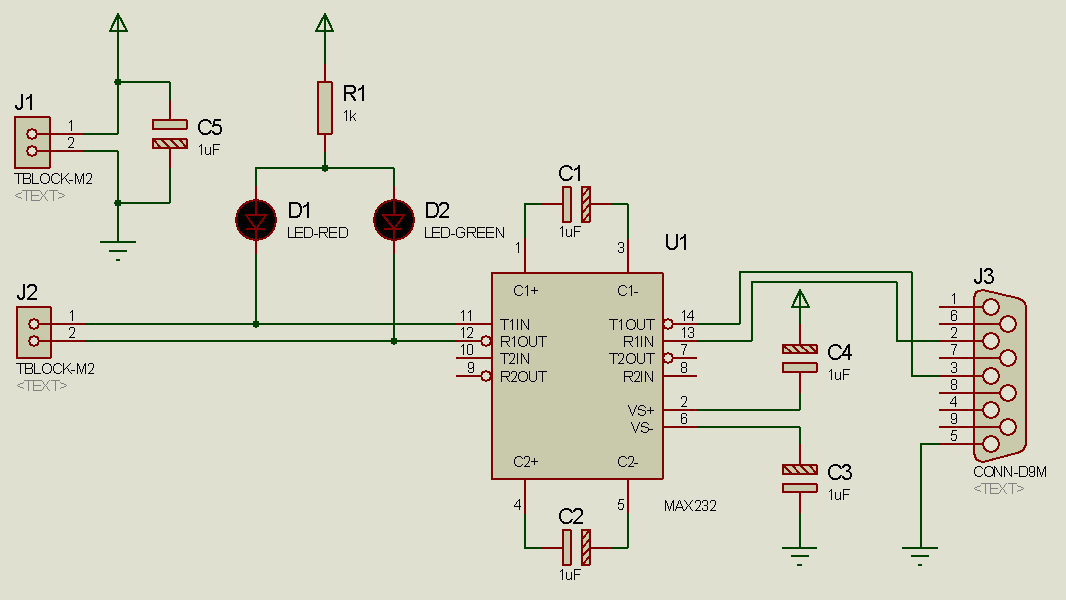 J1
1
2
TBLOCK-M2
<TEXT>
C5
1uF
R1
1k
D1
LED-RED
D2
LED-GREEN
J2
1
2
TBLOCK-M2
<TEXT>
C1
1uF
1
3
U1
C1+
C1-
11
T1IN
T1OUT
14
12
R1OUT
R1IN
13
10
T2IN
T2OUT
7
9
R2OUT
R2IN
8
VS+
2
VS-
6
C2+
C2-
4
5
MAX232
C2
1uF
C4
1uF
C3
1uF
J3
1
6
2
7
3
8
4
9
5
CONN-D9M
<TEXT>